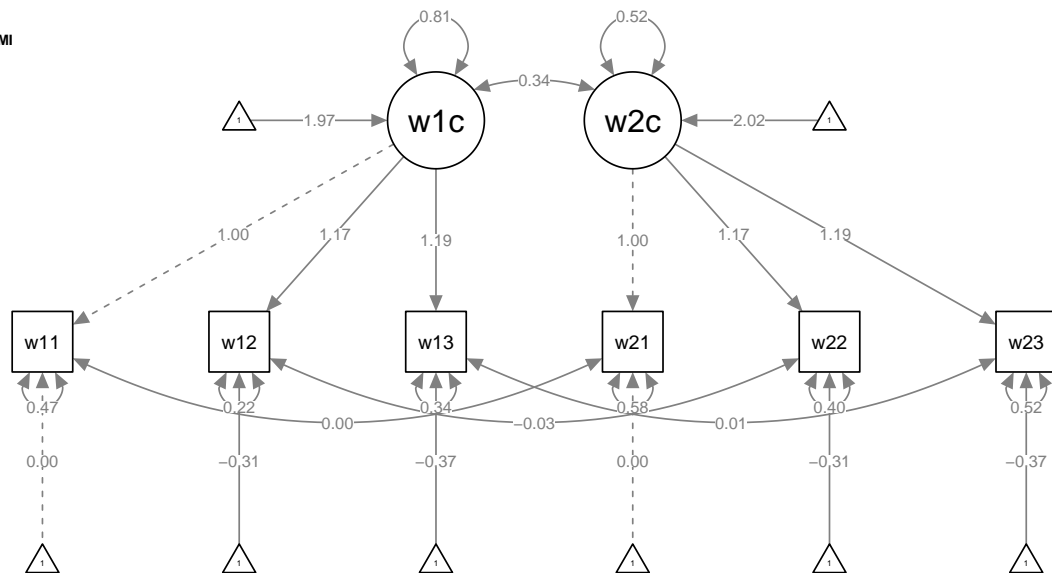 0.81 0.52
MI
0.34
1 1.97 w1c w2c 2.02 1
1.00 1.17 1.19 1.00 1.17 1.19
w11 w12 w13 w21 w22 w23
0.47 0.22 0.34 0.58 0.40 0.52
0.00 −0.03 0.01
0.00 −0.31 −0.37 0.00 −0.31 −0.37
1 1 1 1 1 1